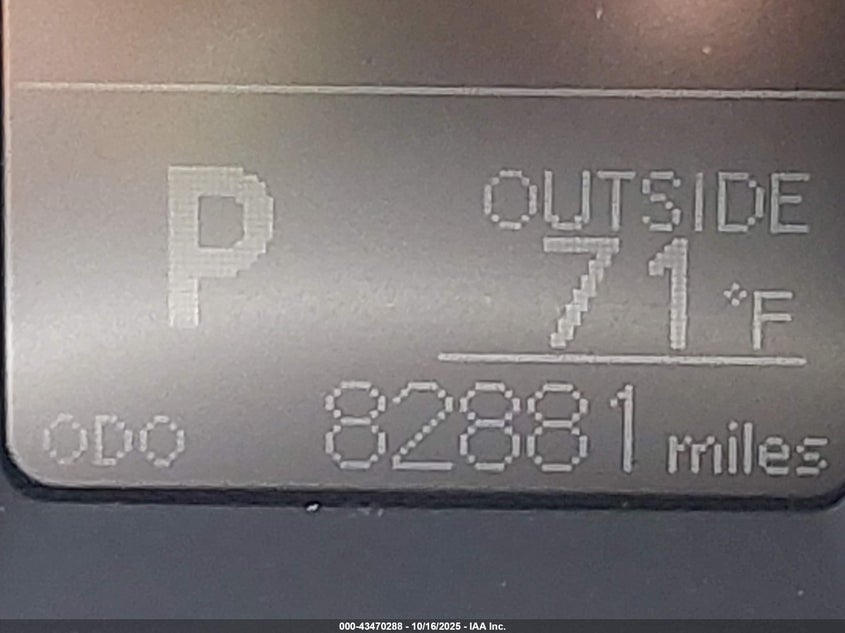 P
OUTSIDE
71 °F
ODO 82881 miles
000-43470288 - 10/16/2025 - IAA Inc.